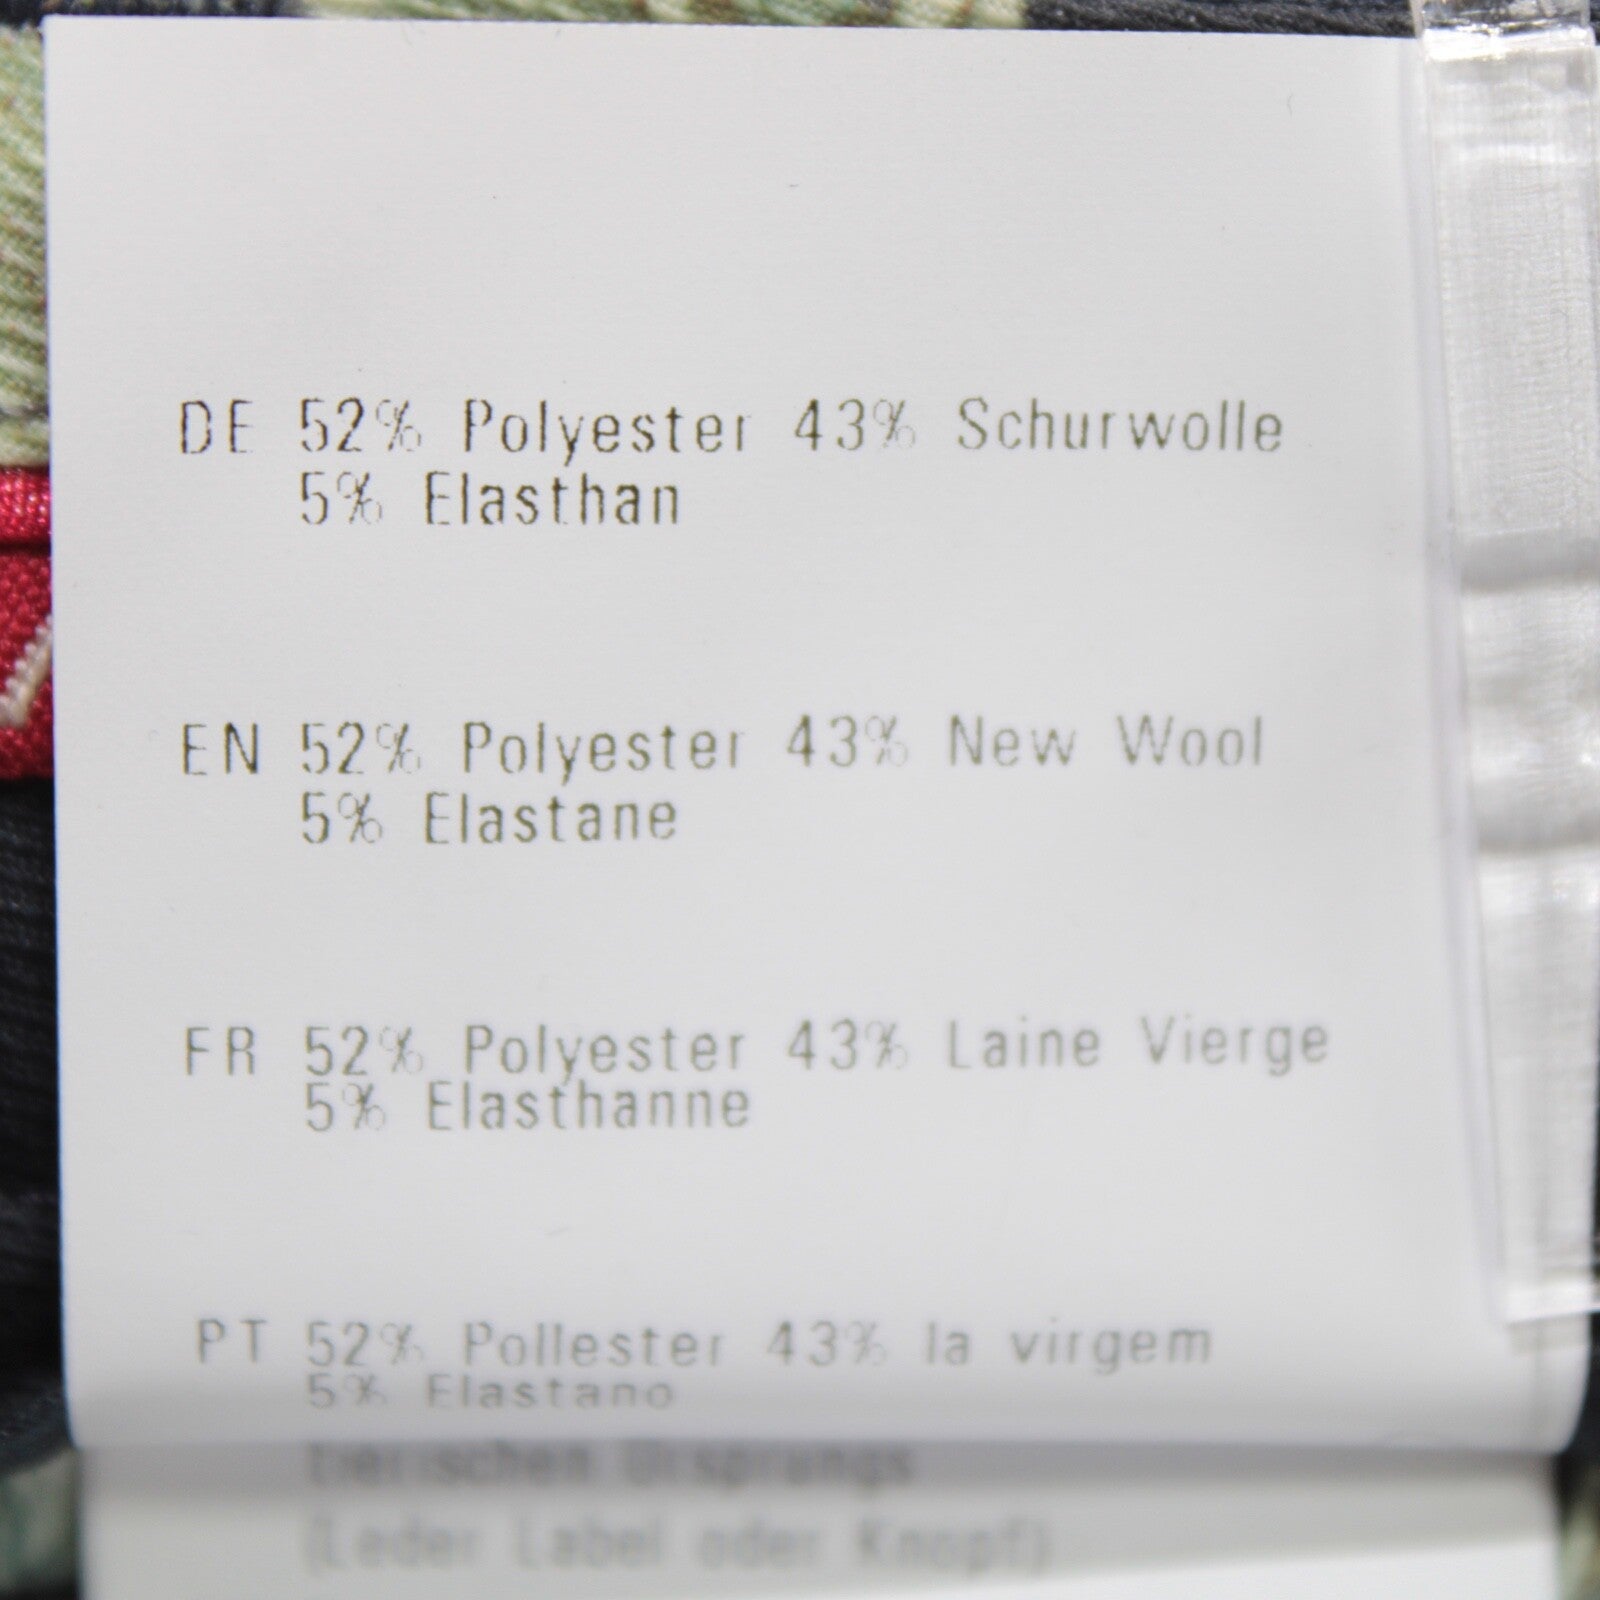 DE 52% Polyester 43% Schurwolle
5% Elasthan
EN 52% Polyester 43% New Wool
5% Elastane
FR 52% Polyester 43% Laine Vierge
5% Elasthanne
PT 52% Pollester 43% la virgem
5% Elastano
tierischen Ursprungs
(Leder Label oder Knopf)